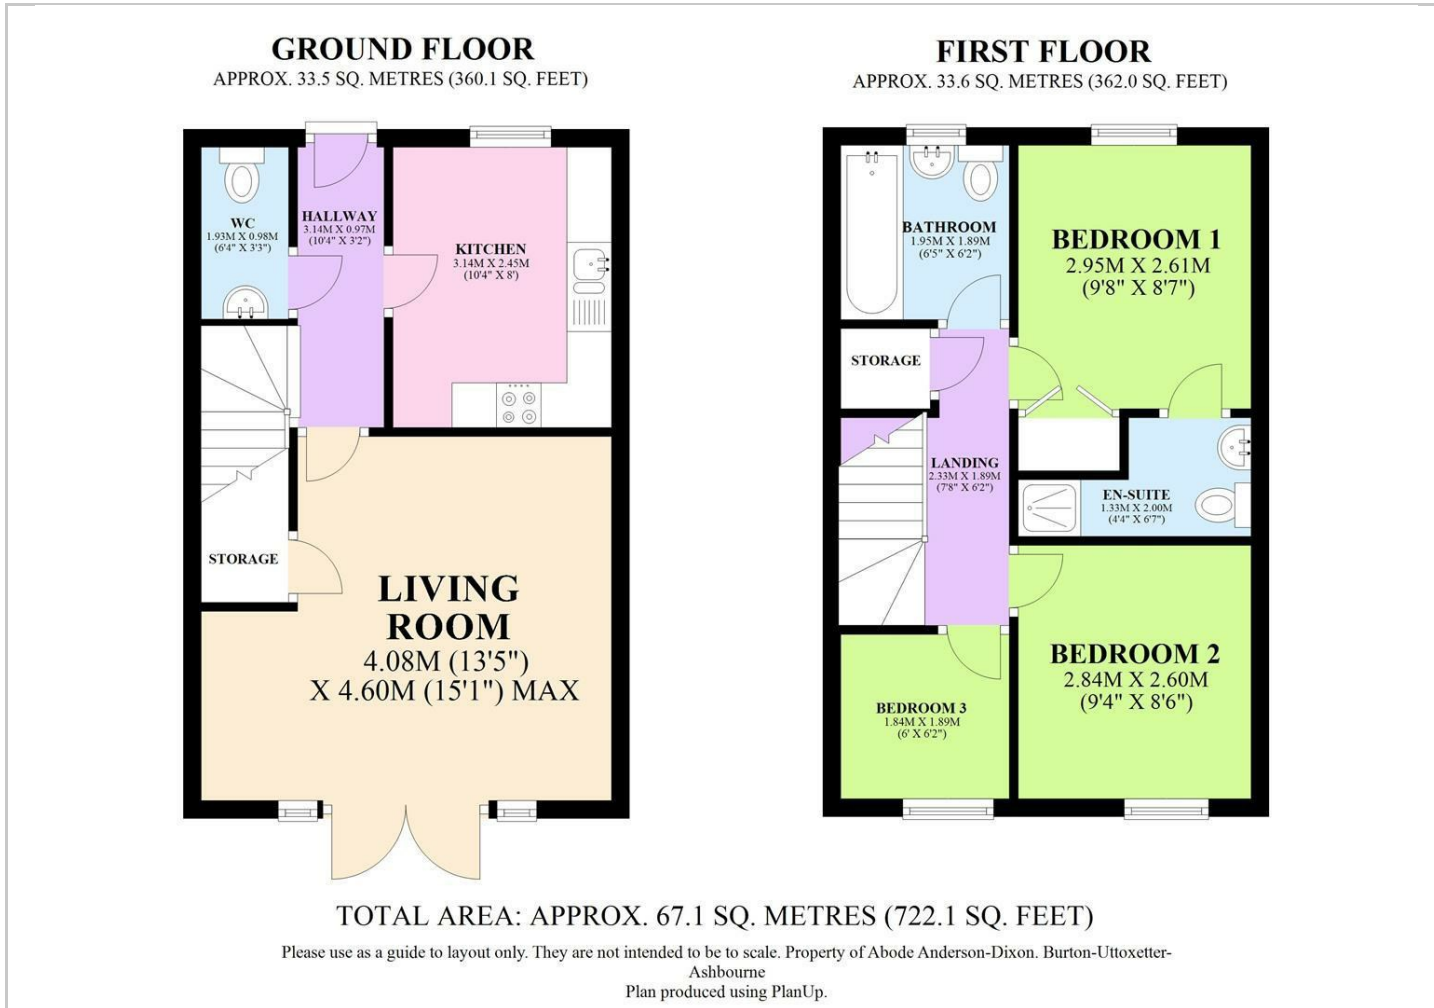 GROUND FLOOR
APPROX. 33.5 SQ. METRES (360.1 SQ. FEET)
WC
1.93M X 0.98M
(6'4" X 3'3")
HALLWAY
3.14M X 0.97M
(10'4" X 3'2")
KITCHEN
3.14M X 2.45M
(10'4" X 8')
STORAGE
LIVING
ROOM
4.08M (13'5")
X 4.60M (15'1") MAX
FIRST FLOOR
APPROX. 33.6 SQ. METRES (362.0 SQ. FEET)
BATHROOM
1.95M X 1.89M
(6'5" X 6'2")
BEDROOM 1
2.95M X 2.61M
(9'8" X 8'7")
STORAGE
LANDING
2.33M X 1.89M
(7'8" X 6'2")
EN-SUITE
1.33M X 2.00M
(4'4" X 6'7")
BEDROOM 2
2.84M X 2.60M
(9'4" X 8'6")
BEDROOM 3
1.84M X 1.89M
(6' X 6'2")
TOTAL AREA: APPROX. 67.1 SQ. METRES (722.1 SQ. FEET)
Please use as a guide to layout only. They are not intended to be to scale. Property of Abode Anderson-Dixon. Burton-Uttoxetter-
Ashbourne
Plan produced using PlanUp.